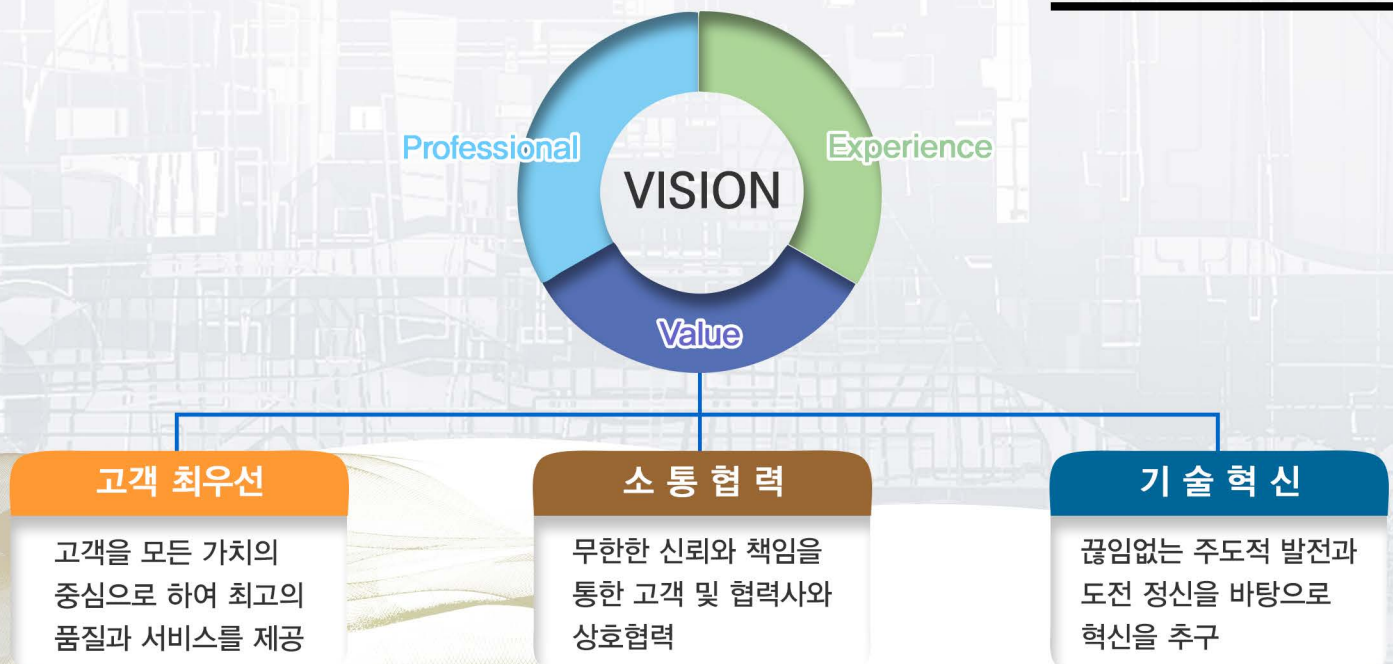 Professional
Experience
VISION
Value
고객 최우선
고객을 모든 가치의
중심으로 하여 최고의
품질과 서비스를 제공
소 통 협 력
무한한 신뢰와 책임을
통한 고객 및 협력사와
상호협력
기 술 혁 신
끊임없는 주도적 발전과
도전 정신을 바탕으로
혁신을 추구